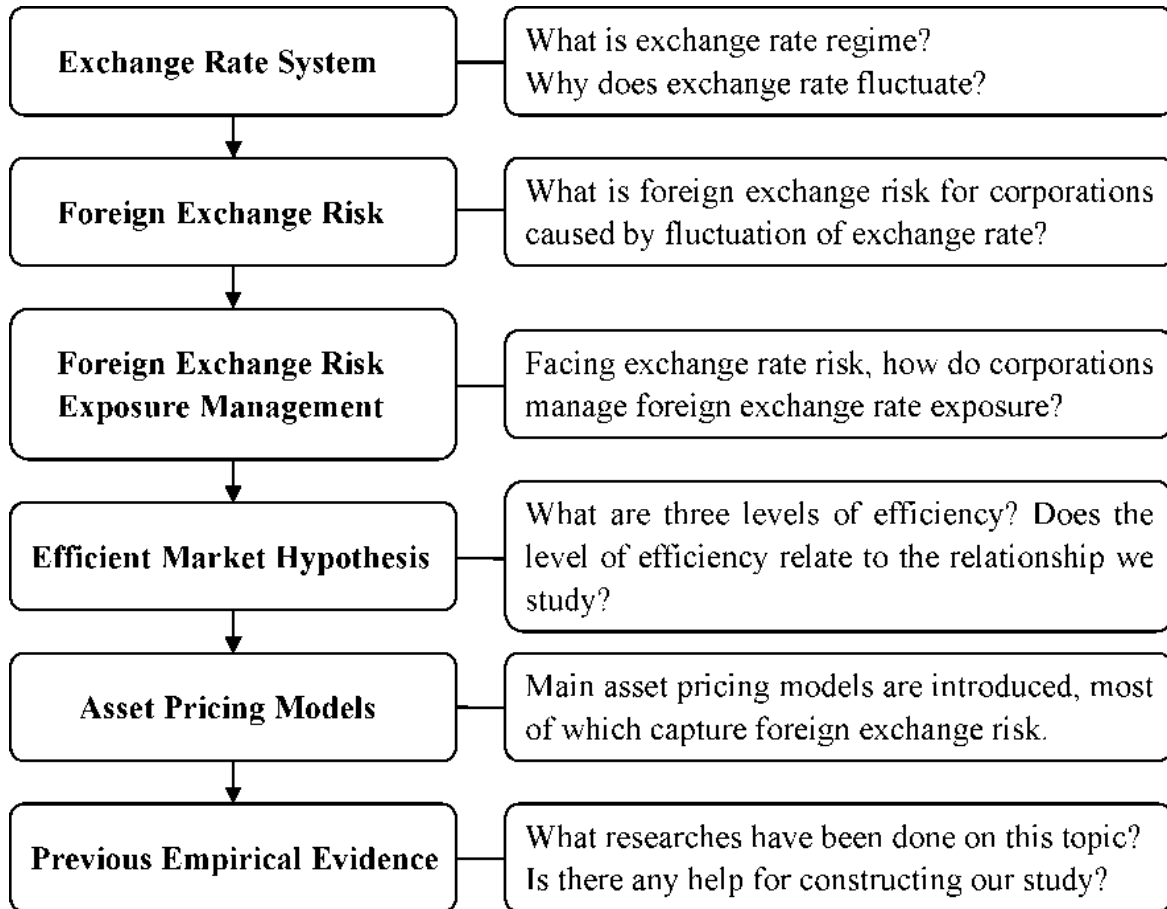 Exchange Rate System
What is exchange rate regime?
Why does exchange rate fluctuate?
Foreign Exchange Risk
What is foreign exchange risk for corporations
caused by fluctuation of exchange rate?
Foreign Exchange Risk
Exposure Management
Facing exchange rate risk, how do corporations
manage foreign exchange rate exposure?
Efficient Market Hypothesis
What are three levels of efficiency? Does the
level of efficiency relate to the relationship we
study?
Asset Pricing Models
Main asset pricing models are introduced, most
of which capture foreign exchange risk.
Previous Empirical Evidence
What researches have been done on this topic?
Is there any help for constructing our study?